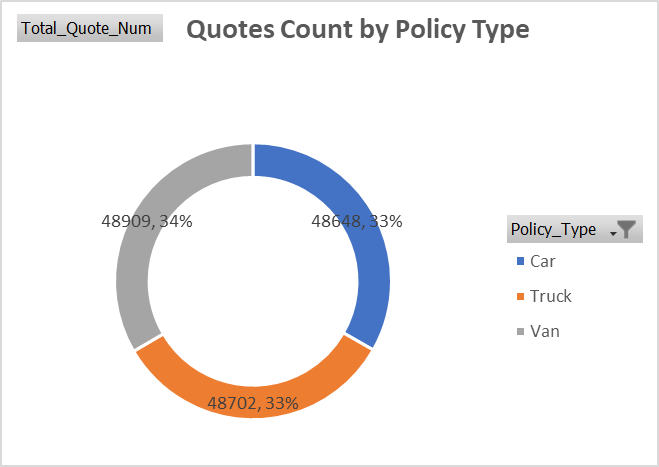 Total_Quote_Num
Quotes Count by Policy Type
48909, 34%
48648, 33%
48702, 33%
Policy_Type
Car
Truck
Van